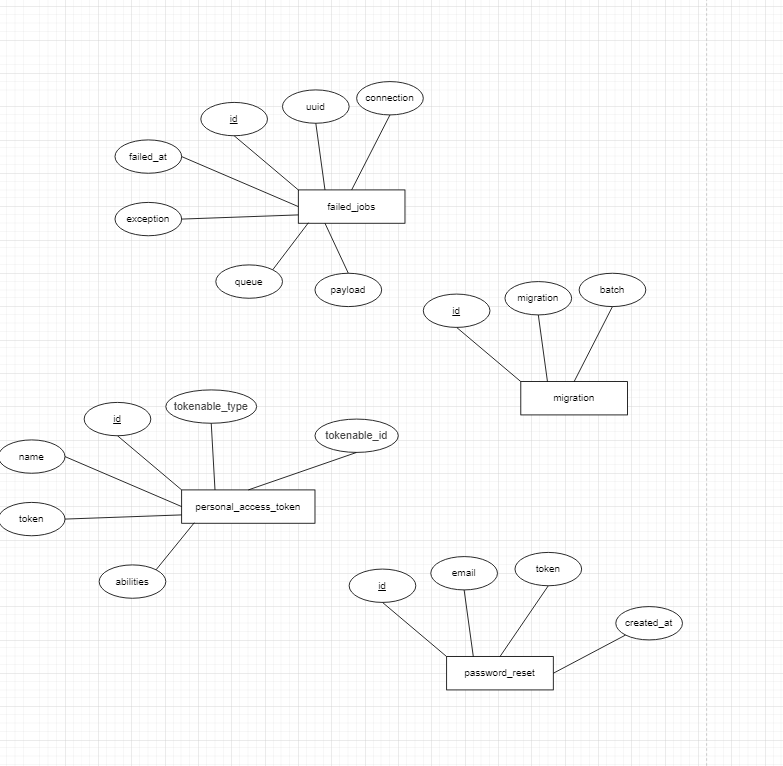 connection
uuid
id
failed_at
failed_jobs
exception
queue
payload
batch
migration
id
migration
tokenable_type
id
tokenable_id
name
personal_access_token
token
abilities
token
email
id
created_at
password_reset